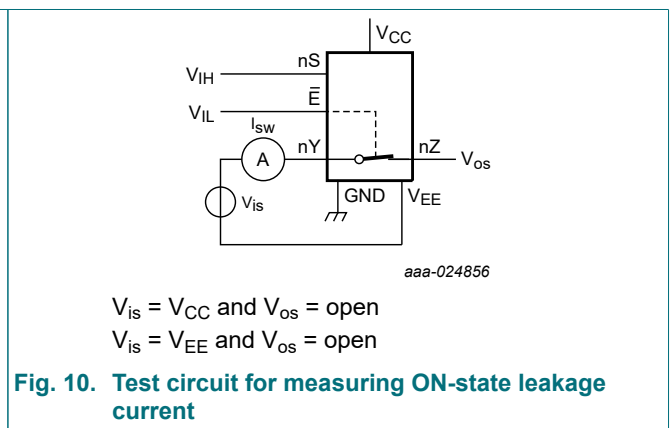 VCC
nS
VIH
E̅
VIL
Isw
nY
nZ
A
Vos
Vis
GND
VEE
aaa-024856
Vis = VCC and Vos = open
Vis = VEE and Vos = open
Fig. 10. Test circuit for measuring ON-state leakage
current